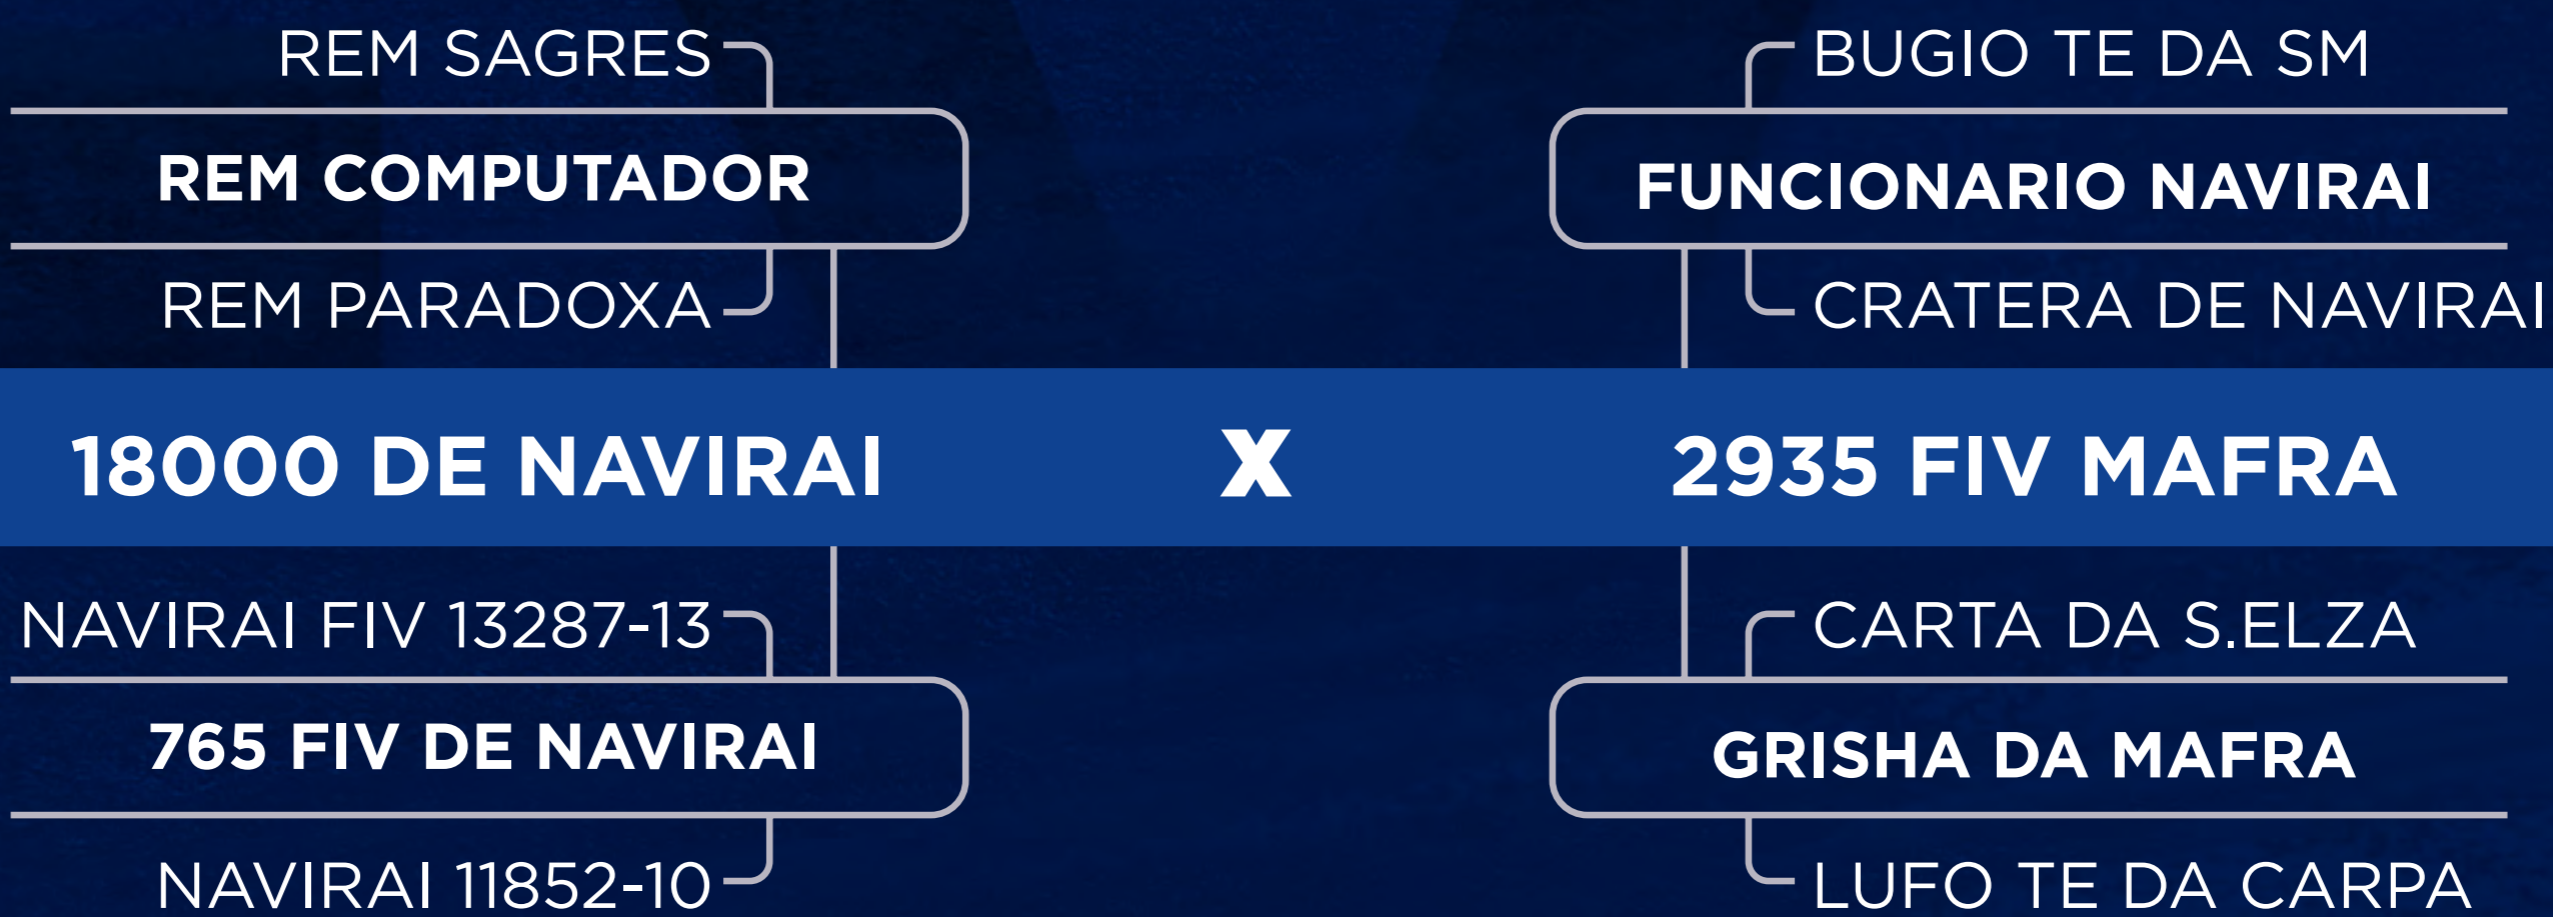 REM SAGRES
REM COMPUTADOR
REM PARADOXA
BUGIO TE DA SM
FUNCIONARIO NAVIRAI
CRATERA DE NAVIRAI
18000 DE NAVIRAI X 2935 FIV MAFRA
NAVIRAI FIV 13287-13
765 FIV DE NAVIRAI
NAVIRAI 11852-10
CARTA DA S.ELZA
GRISHA DA MAFRA
LUFO TE DA CARPA